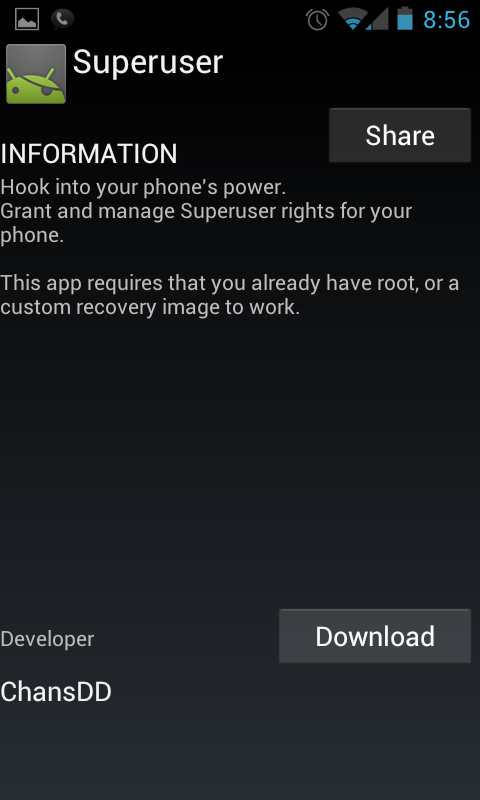 8:56
Superuser
Share
INFORMATION
Hook into your phone's power.
Grant and manage Superuser rights for your
phone.
This app requires that you already have root, or a
custom recovery image to work.
Developer
Download
ChansDD